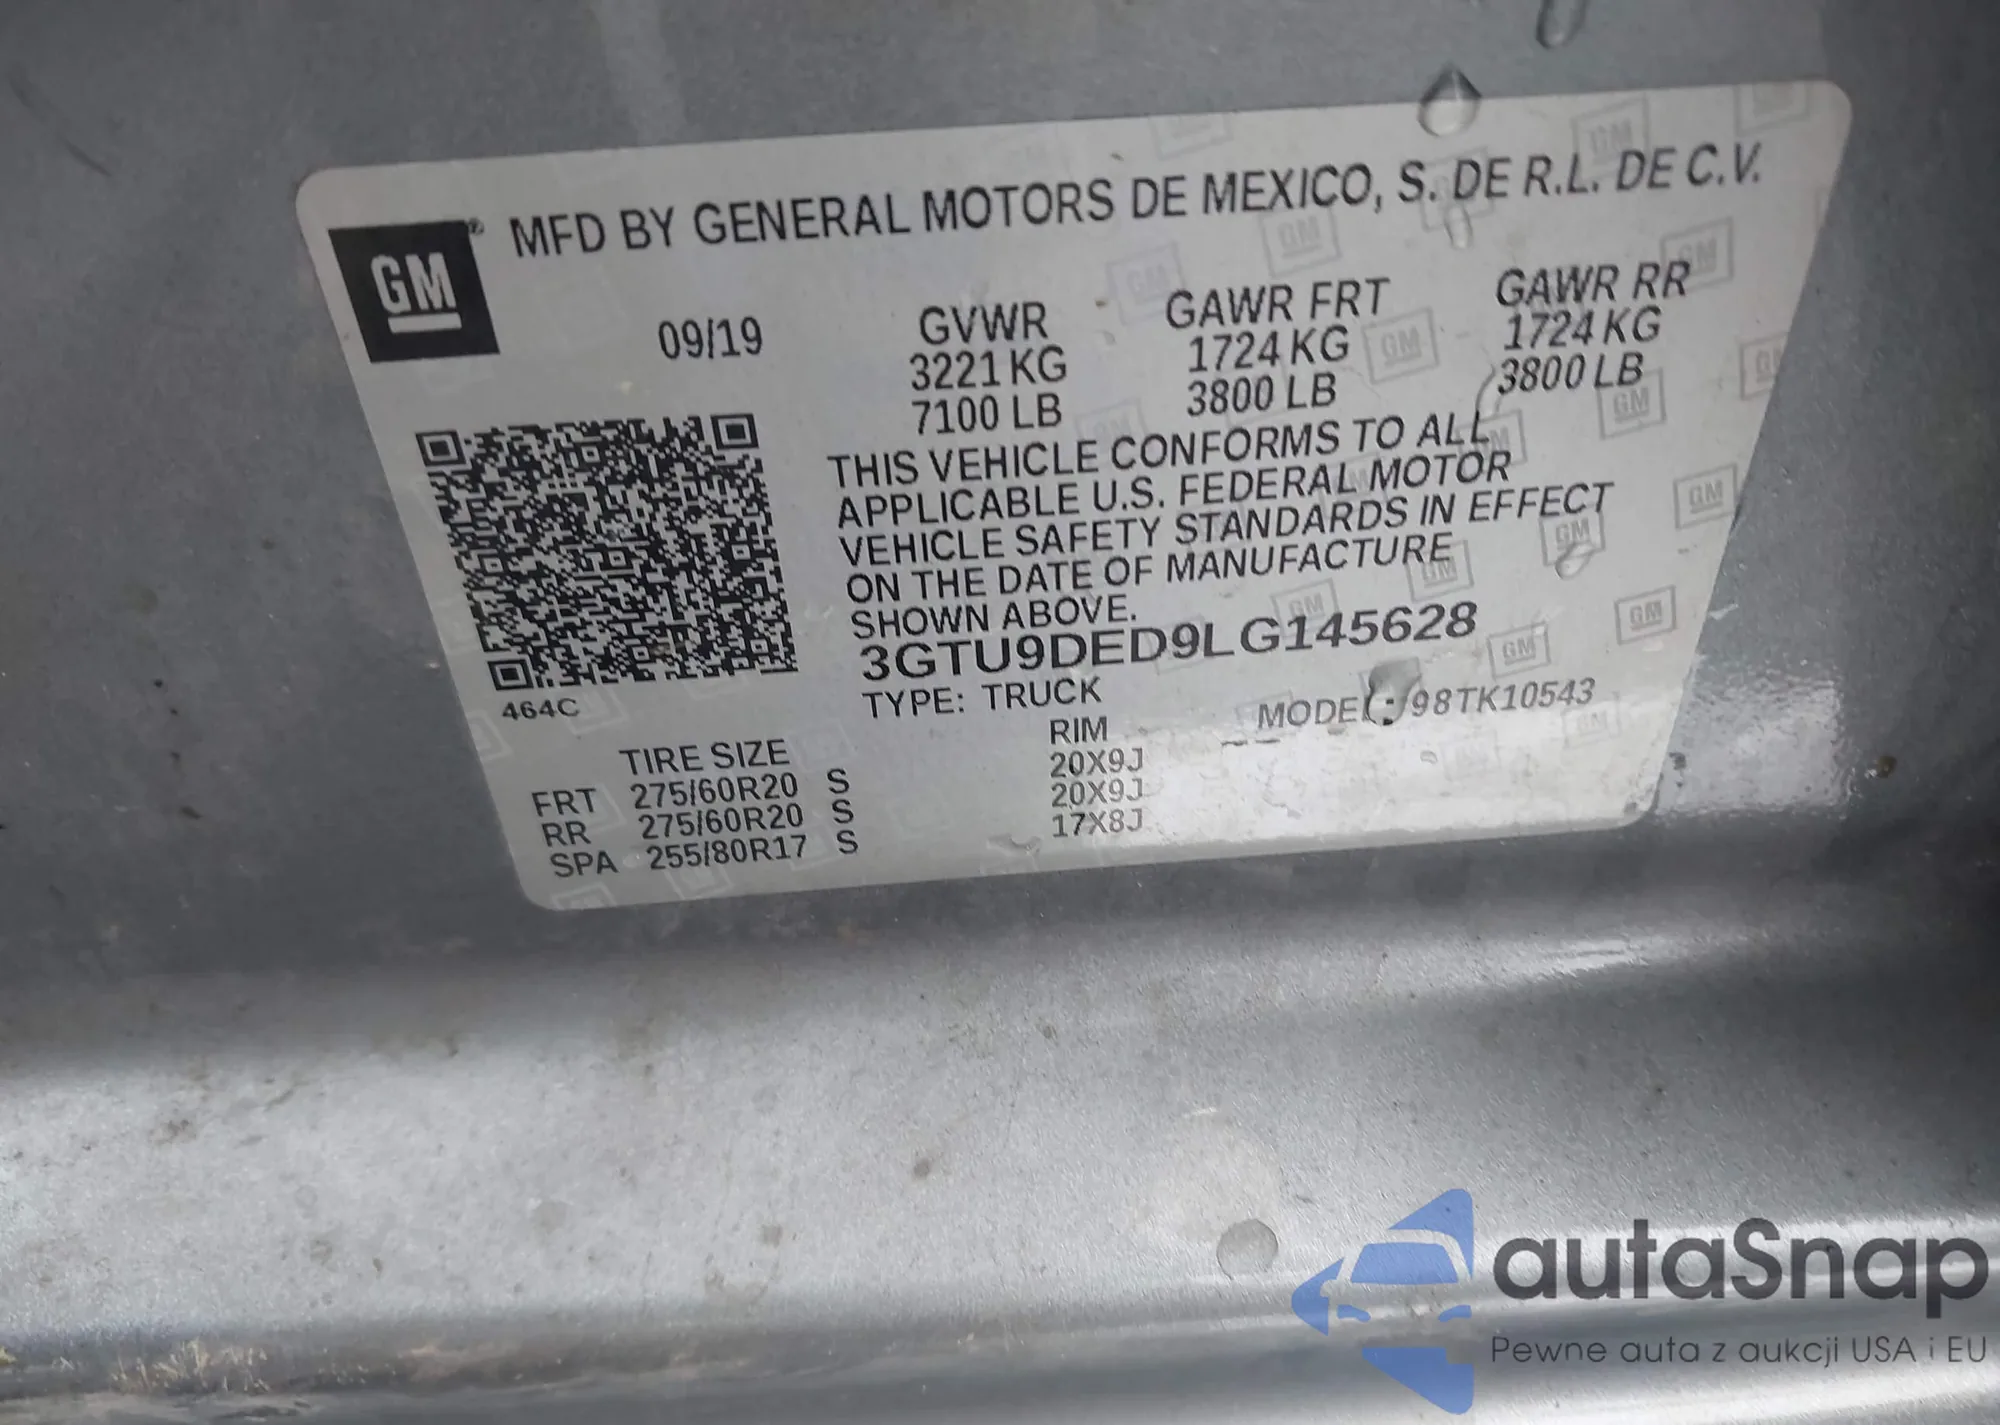 GM® MFD BY GENERAL MOTORS DE MEXICO, S. DE R.L. DE C.V.
09/19 GVWR GAWR FRT GAWR RR
3221 KG 1724 KG 1724 KG
7100 LB 3800 LB 3800 LB
THIS VEHICLE CONFORMS TO ALL
APPLICABLE U.S. FEDERAL MOTOR
VEHICLE SAFETY STANDARDS IN EFFECT
ON THE DATE OF MANUFACTURE
SHOWN ABOVE.
3GTU9DED9LG145628
464C TYPE: TRUCK MODEL: 98TK10543
TIRE SIZE RIM
FRT 275/60R20 S 20X9J
RR 275/60R20 S 20X9J
SPA 255/80R17 S 17X8J
autaSnap
Pewne auta z aukcji USA i EU